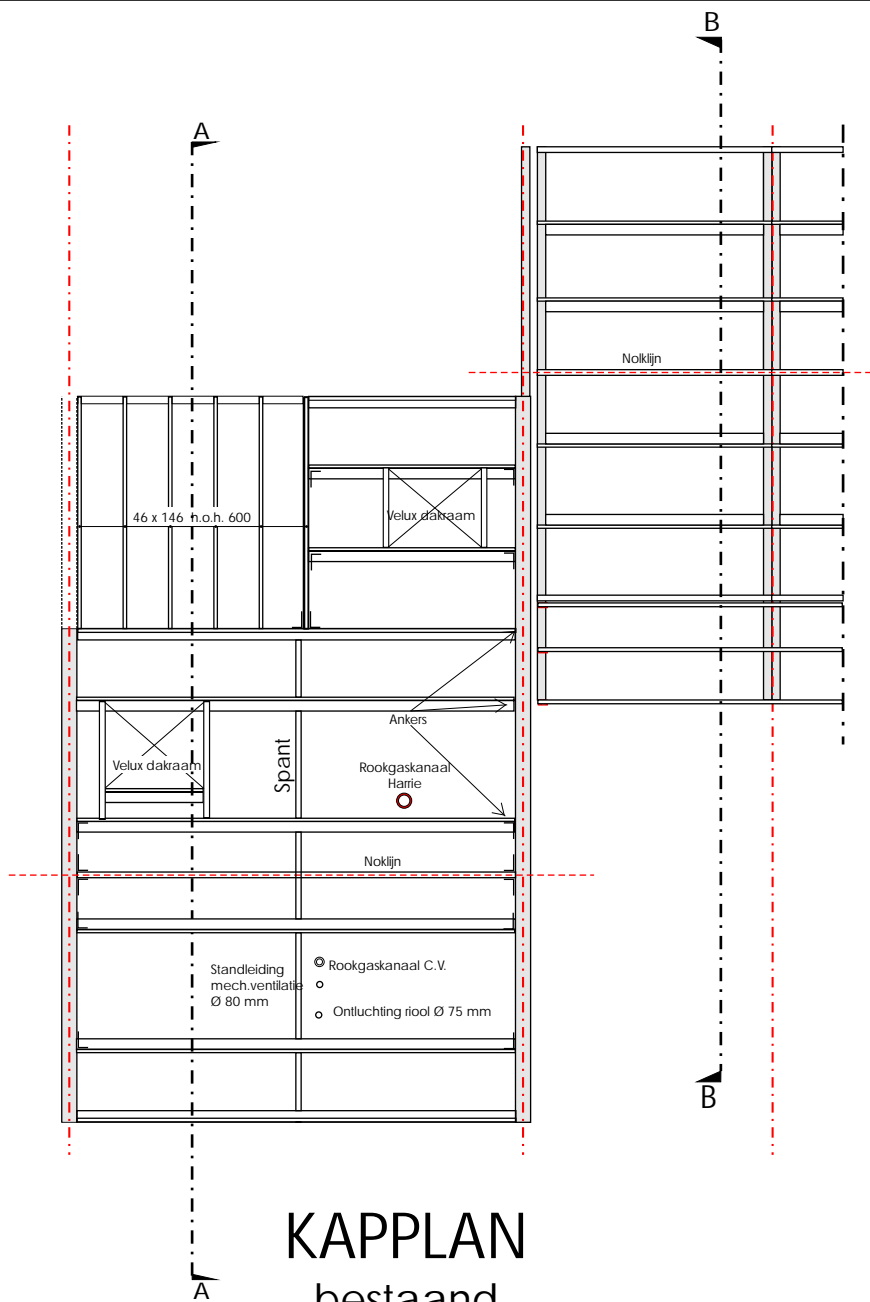 B
A
Nolklijn
46 x 146 h.o.h. 600
Velux dakraam
Ankers
Spant
Velux dakraam
Rookgaskanaal
Harrie
Noklijn
Standleiding
mech.ventilatie
Ø 80 mm
Rookgaskanaal C.V.
Ontluchting riool Ø 75 mm
B
KAPPLAN
bestaand
A